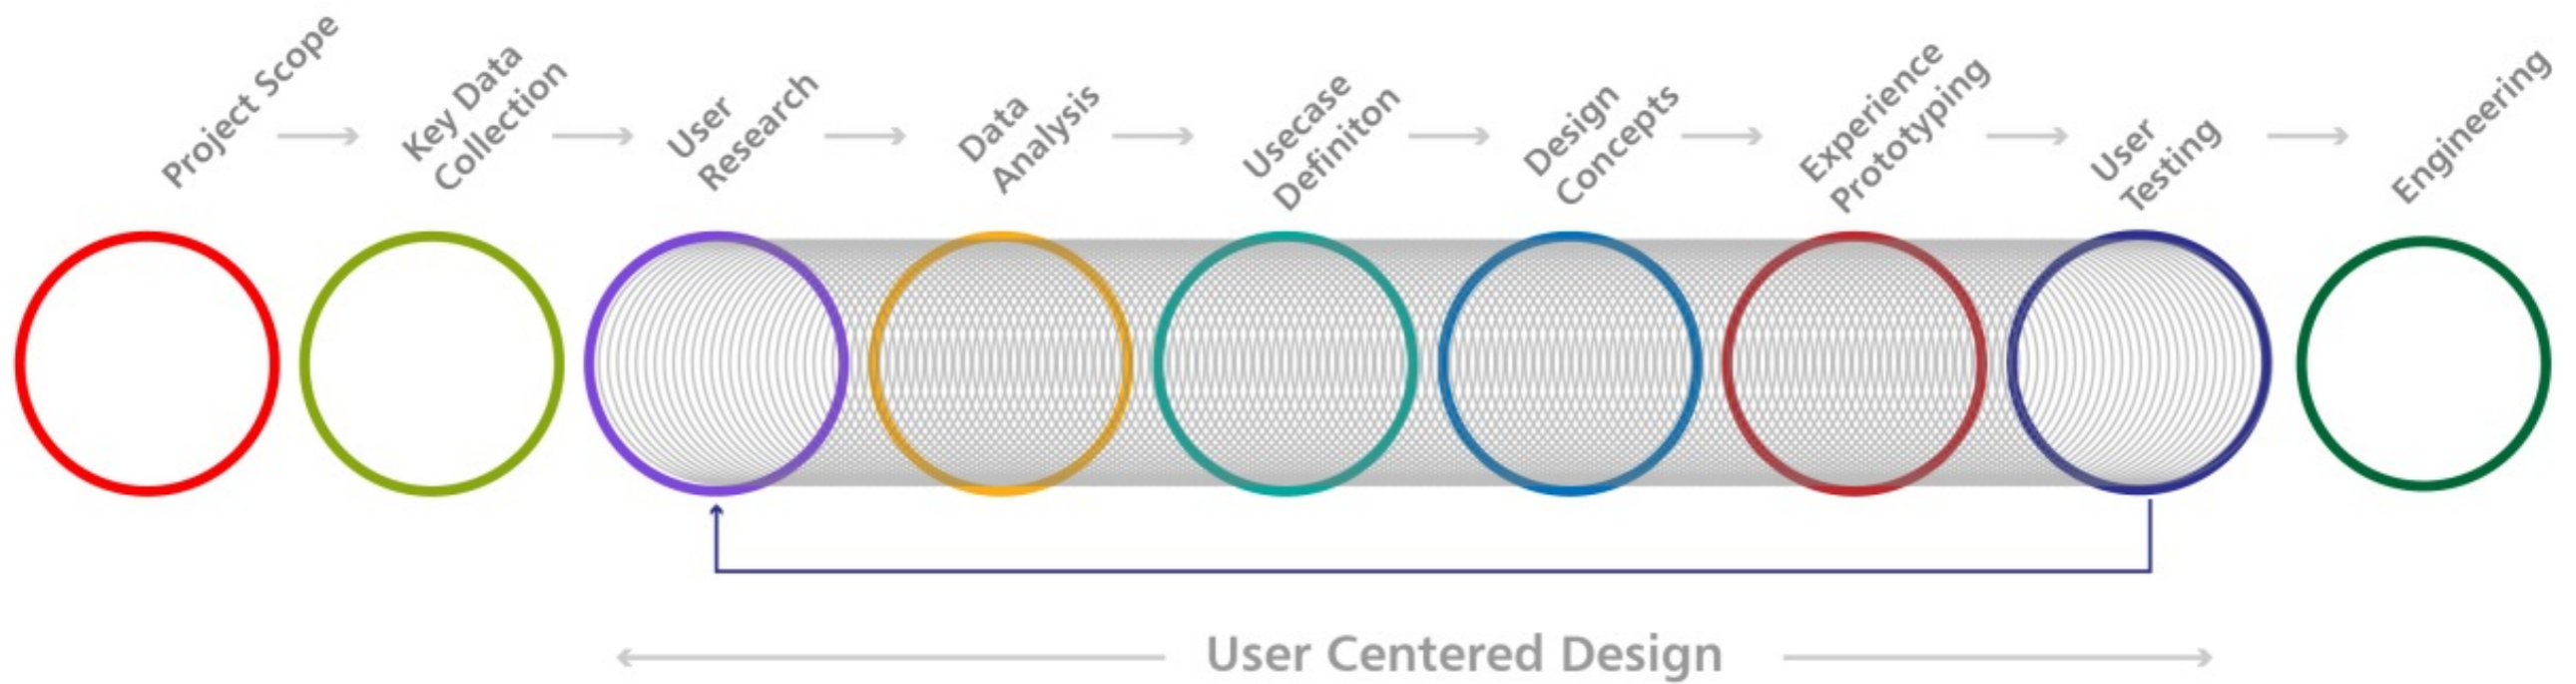 Project Scope
Key Data
Collection
User
Research
Data
Analysis
Usecase
Definiton
Design
Concepts
Experience
Prototyping
User
Testing
Engineering
User Centered Design